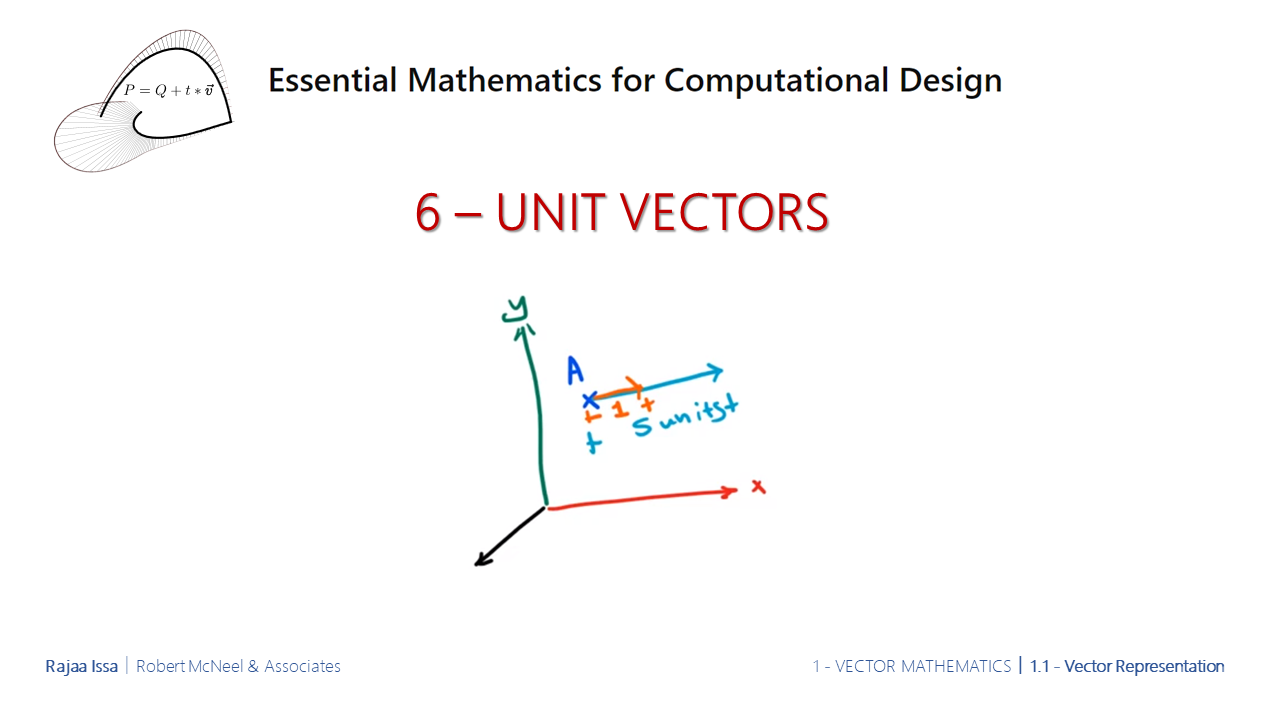 Essential Mathematics for Computational Design
P = Q + t * v⃗
6 – UNIT VECTORS
y
A
x
1
5 units
x
Rajaa Issa | Robert McNeel & Associates
1 - VECTOR MATHEMATICS | 1.1 - Vector Representation